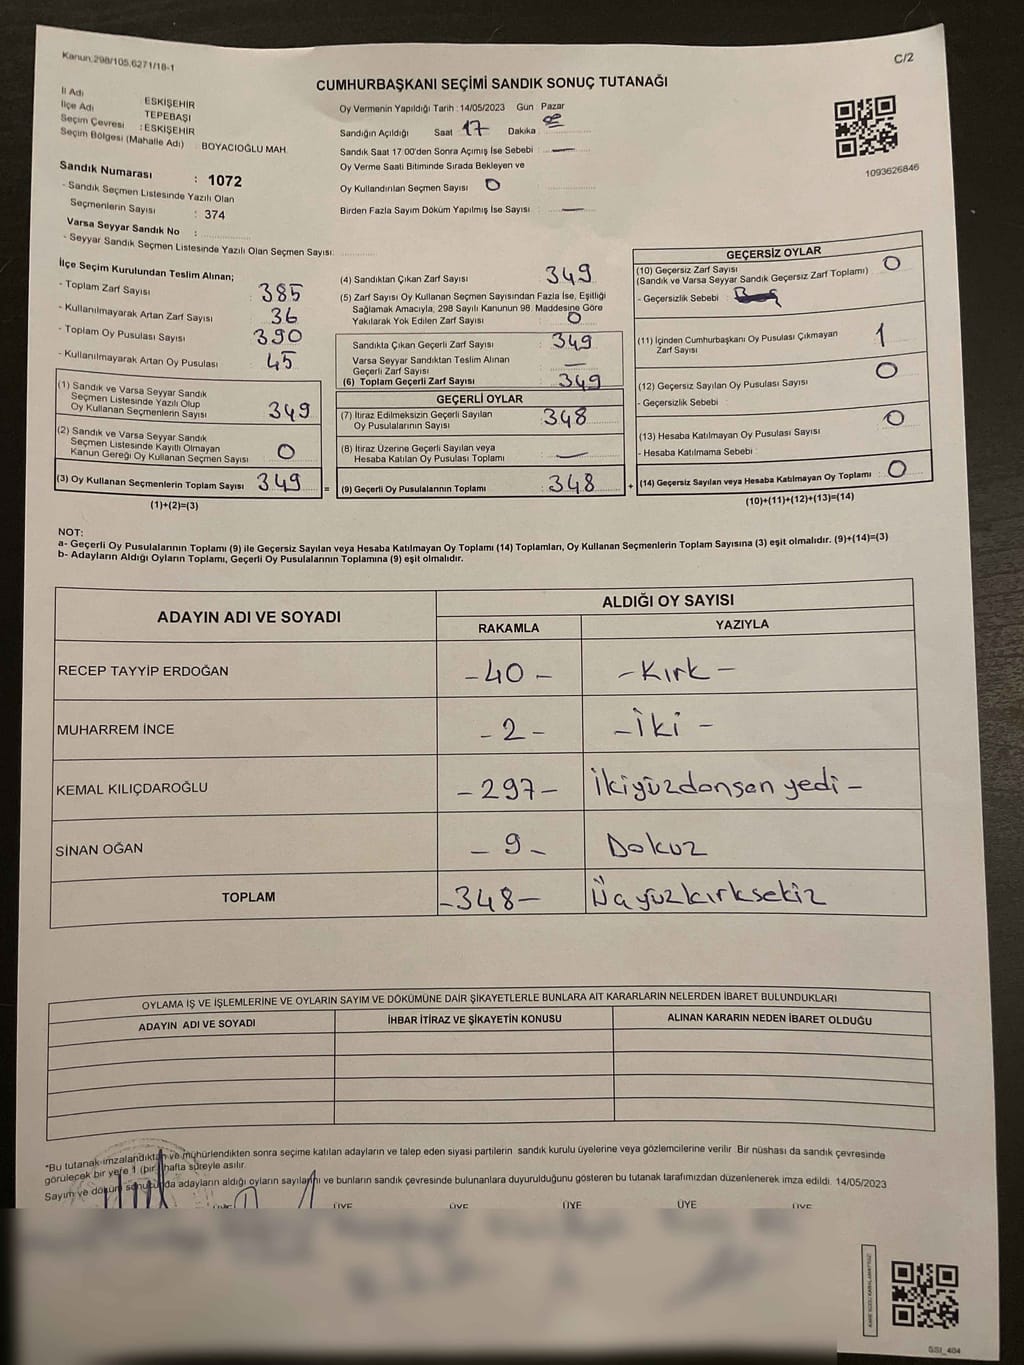 Kanun;298/105,6271/18-1
C/2
CUMHURBAŞKANI SEÇİMİ SANDIK SONUÇ TUTANAĞI
İl Adı ESKİŞEHİR
İlçe Adı TEPEBAŞI
Seçim Çevresi : ESKİŞEHİR
Seçim Bölgesi (Mahalle Adı) : BOYACIOĞLU MAH.
Sandık Numarası : 1072
- Sandık Seçmen Listesinde Yazılı Olan
Seçmenlerin Sayısı : 374
Varsa Seyyar Sandık No :
- Seyyar Sandık Seçmen Listesinde Yazılı Olan Seçmen Sayısı:
Oy Vermenin Yapıldığı Tarih : 14/05/2023 Gün Pazar
Sandığın Açıldığı Saat 17 Dakika
Sandık Saat 17:00'den Sonra Açımış İse Sebebi : —
Oy Verme Saati Bitiminde Sırada Bekleyen ve
Oy Kullandırılan Seçmen Sayısı 0
Birden Fazla Sayım Döküm Yapılmış İse Sayısı : —
1093626846
İlçe Seçim Kurulundan Teslim Alınan;
- Toplam Zarf Sayısı : 385
- Kullanılmayarak Artan Zarf Sayısı : 36
- Toplam Oy Pusulası Sayısı : 390
- Kullanılmayarak Artan Oy Pusulası : 45
(1) Sandık ve Varsa Seyyar Sandık
Seçmen Listesinde Yazılı Olup
Oy Kullanan Seçmenlerin Sayısı : 349
(2) Sandık ve Varsa Seyyar Sandık
Seçmen Listesinde Kayıtlı Olmayan
Kanun Gereği Oy Kullanan Seçmen Sayısı : 0
(3) Oy Kullanan Seçmenlerin Toplam Sayısı : 349 =
(1)+(2)=(3)
(4) Sandıktan Çıkan Zarf Sayısı : 349
(5) Zarf Sayısı Oy Kullanan Seçmen Sayısından Fazla İse, Eşitliği
Sağlamak Amacıyla, 298 Sayılı Kanunun 98. Maddesine Göre
Yakılarak Yok Edilen Zarf Sayısı : 0
Sandıkla Çıkan Geçerli Zarf Sayısı : 349
Varsa Seyyar Sandıktan Teslim Alınan
Geçerli Zarf Sayısı : —
(6) Toplam Geçerli Zarf Sayısı : 349
GEÇERLİ OYLAR
(7) İtiraz Edilmeksizin Geçerli Sayılan
Oy Pusulalarının Sayısı : 348
(8) İtiraz Üzerine Geçerli Sayılan veya
Hesaba Katılan Oy Pusulası Toplamı : —
(9) Geçerli Oy Pusulalarının Toplamı : 348 +
GEÇERSİZ OYLAR
(10) Geçersiz Zarf Sayısı : 0
(Sandık ve Varsa Seyyar Sandık Geçersiz Zarf Toplamı)
- Geçersizlik Sebebi :
(11) İçinden Cumhurbaşkanı Oy Pusulası Çıkmayan
Zarf Sayısı : 1
(12) Geçersiz Sayılan Oy Pusulası Sayısı : 0
- Geçersizlik Sebebi :
(13) Hesaba Katılmayan Oy Pusulası Sayısı : 0
- Hesaba Katılmama Sebebi :
(14) Geçersiz Sayılan veya Hesaba Katılmayan Oy Toplamı : 0
(10)+(11)+(12)+(13)=(14)
NOT:
a- Geçerli Oy Pusulalarının Toplamı (9) ile Geçersiz Sayılan veya Hesaba Katılmayan Oy Toplamı (14) Toplamları, Oy Kullanan Seçmenlerin Toplam Sayısına (3) eşit olmalıdır. (9)+(14)=(3)
b- Adayların Aldığı Oyların Toplamı, Geçerli Oy Pusulalarının Toplamına (9) eşit olmalıdır.
ADAYIN ADI VE SOYADI
ALDIĞI OY SAYISI
RAKAMLA YAZIYLA
RECEP TAYYİP ERDOĞAN -40- -Kırk-
MUHARREM İNCE -2- -İki-
KEMAL KILIÇDAROĞLU -297- İkiyüzdonsan yedi-
SİNAN OĞAN -9- Dokuz
TOPLAM -348- Üçyüzkırksekiz
OYLAMA İŞ VE İŞLEMLERİNE VE OYLARIN SAYIM VE DÖKÜMÜNE DAİR ŞİKAYETLERLE BUNLARA AİT KARARLARIN NELERDEN İBARET BULUNDUKLARI
ADAYIN ADI VE SOYADI İHBAR İTİRAZ VE ŞİKAYETİN KONUSU ALINAN KARARIN NEDEN İBARET OLDUĞU
*Bu tutanak imzalandıktan ve mühürlendikten sonra seçime katılan adayların ve talep eden siyasi partilerin sandık kurulu üyelerine veya gözlemcilerine verilir. Bir nüshası da sandık çevresinde
görülecek bir yere 1 (bir) hafta süreyle asılır.
Sayım ve döküm sonucunda adayların aldığı oyların sayılarını ve bunların sandık çevresinde bulunanlara duyurulduğunu gösteren bu tutanak tarafımızdan düzenlenerek imza edildi. 14/05/2023
ÜYE ÜYE ÜYE ÜYE ÜYE
SSI_404